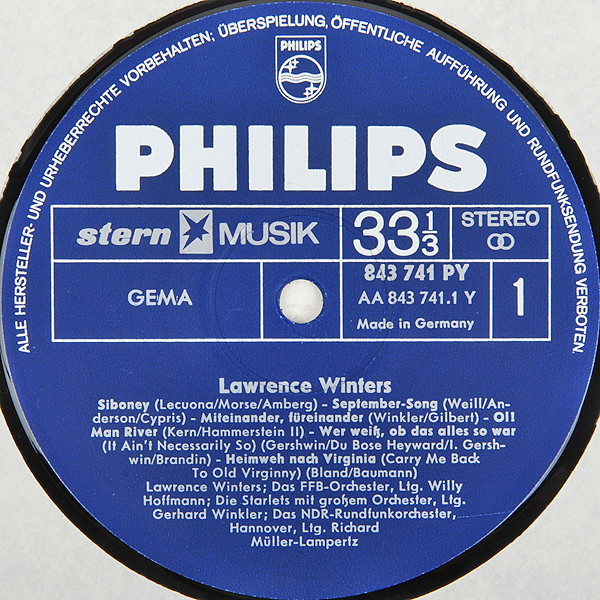 ALLE HERSTELLER- UND URHEBERRECHTE VORBEHALTEN; ÜBERSPIELUNG, ÖFFENTLICHE AUFFÜHRUNG UND RUNDFUNKSENDUNG VERBOTEN.
PHILIPS
PHILIPS
stern MUSIK
33 1/3
STEREO
GEMA
843 741 PY
AA 843 741.1 Y
Made in Germany
1
Lawrence Winters
Siboney (Lecuona/Morse/Amberg) – September-Song (Weill/An-
derson/Cypris) – Miteinander, füreinander (Winkler/Gilbert) – Ol!
Man River (Kern/Hammerstein II) – Wer weiß, ob das alles so war
(It Ain't Necessarily So) (Gershwin/Du Bose Heyward/I. Gersh-
win/Brandin) – Heimweh nach Virginia (Carry Me Back
To Old Virginny) (Bland/Baumann)
Lawrence Winters; Das FFB-Orchester, Ltg. Willy
Hoffmann; Die Starlets mit großem Orchester, Ltg.
Gerhard Winkler; Das NDR-Rundfunkorchester,
Hannover, Ltg. Richard
Müller-Lampertz